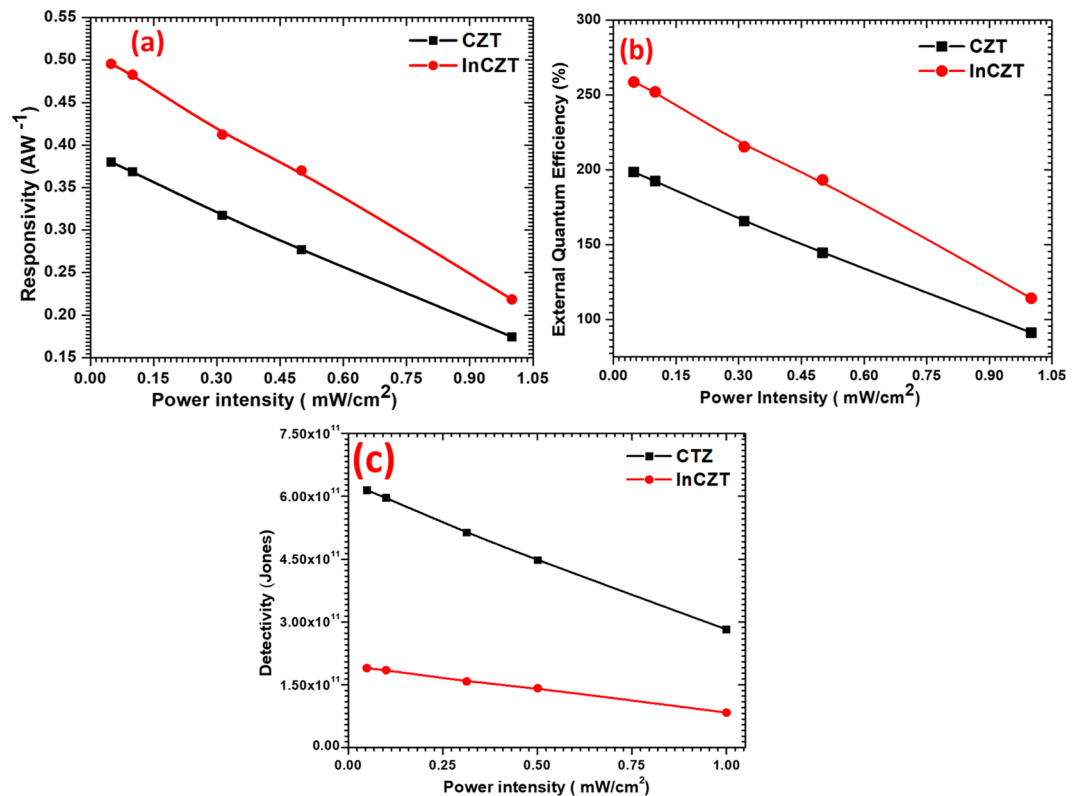 (a)
CZT
InCZT
Responsivity (AW⁻¹)
0.50
0.45
0.40
0.35
0.30
0.25
0.20
0.15
0.00 0.15 0.30 0.45 0.60 0.75 0.90 1.05
Power intensity ( mW/cm²)
(b)
CZT
InCZT
External Quantum Efficiency (%)
300
250
200
150
100
0.00 0.15 0.30 0.45 0.60 0.75 0.90 1.05
Power Intensity ( mW/cm²)
(c)
CTZ
InCZT
Detectivity (Jones)
7.50x10¹¹
6.00x10¹¹
4.50x10¹¹
3.00x10¹¹
1.50x10¹¹
0.00
0.00 0.25 0.50 0.75 1.00
Power intensity ( mW/cm²)